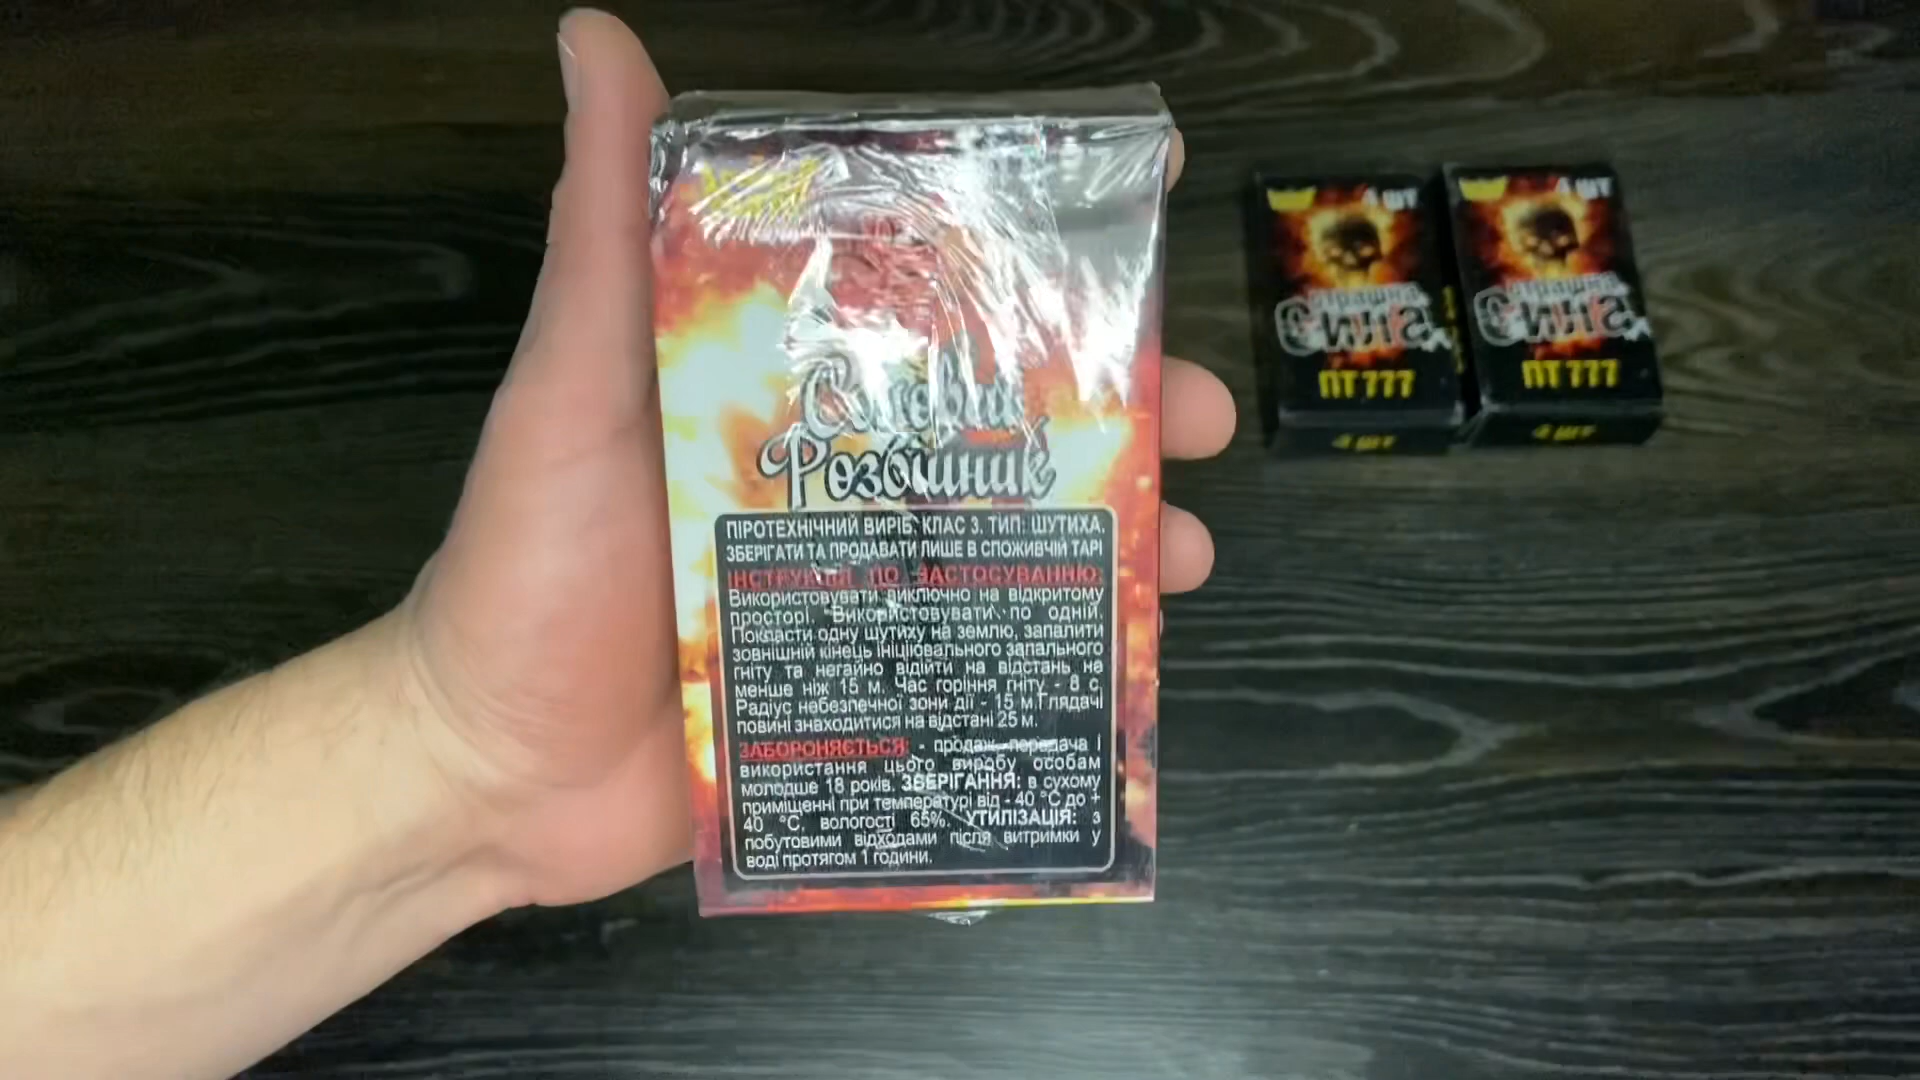 Соловій
Розбійник
ПІРОТЕХНІЧНИЙ ВИРІБ. КЛАС 3. ТИП: ШУТИХА.
ЗБЕРІГАТИ ТА ПРОДАВАТИ ЛИШЕ В СПОЖИВЧІЙ ТАРІ
ІНСТРУКЦІЯ ПО ЗАСТОСУВАННЮ:
Використовувати виключно на відкритому
просторі. Використовувати по одній.
Покласти одну шутиху на землю, запалити
зовнішній кінець ініціювального запального
гніту та негайно відійти на відстань не
менше ніж 15 м. Час горіння гніту - 8 с.
Радіус небезпечної зони дії - 15 м.Глядачі
повині знаходитися на відстані 25 м.
ЗАБОРОНЯЄТЬСЯ: - продаж передача і
використання цього виробу особам
молодше 18 років. ЗБЕРІГАННЯ: в сухому
приміщенні при температурі від - 40 °C до +
40 °C. вологості 65%. УТИЛІЗАЦІЯ: з
побутовими відходами після витримки у
воді протягом 1 години.
4 ШТ
Страшна
Сила
ПТ 777
4 ШТ
4 ШТ
Страшна
Сила
ПТ 777
4 ШТ